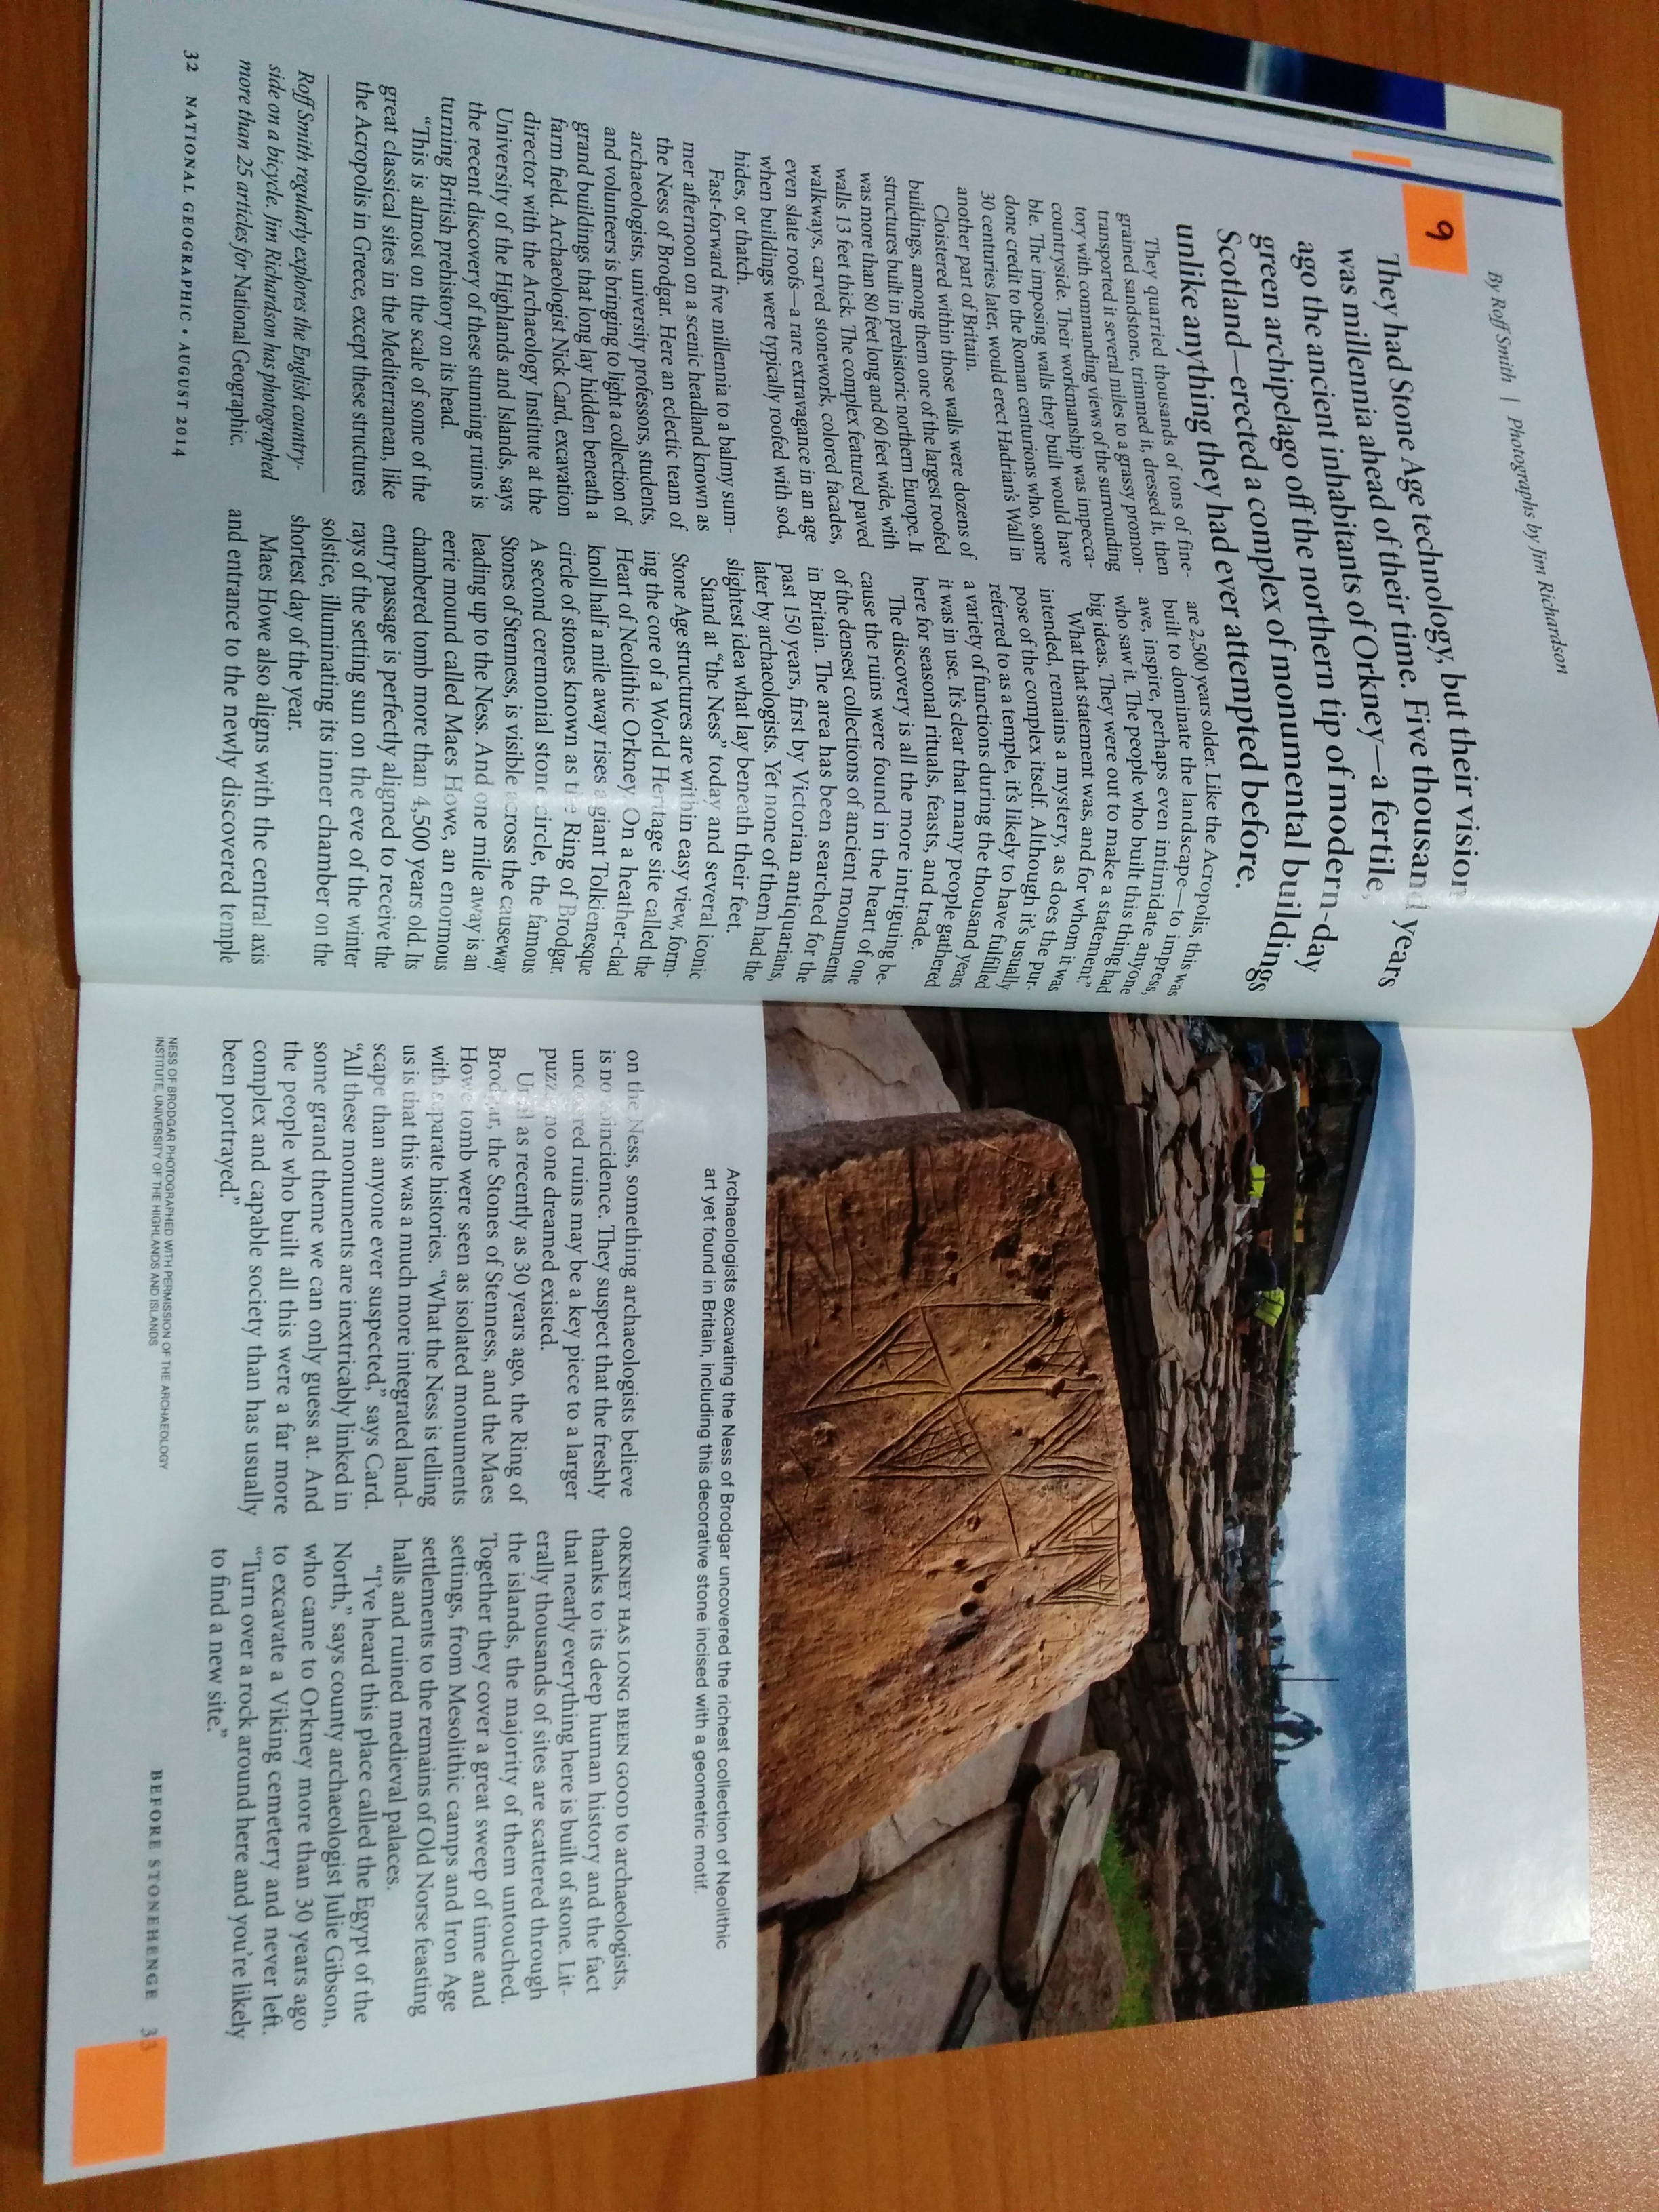 By Roff Smith | Photographs by Jim Richardson
9
They had Stone Age technology, but their vision
was millennia ahead of their time. Five thousand years
ago the ancient inhabitants of Orkney—a fertile,
green archipelago off the northern tip of modern-day
Scotland—erected a complex of monumental buildings
unlike anything they had ever attempted before.
They quarried thousands of tons of fine-
grained sandstone, trimmed it, dressed it, then
transported it several miles to a grassy promon-
tory with commanding views of the surrounding
countryside. Their workmanship was impecca-
ble. The imposing walls they built would have
done credit to the Roman centurions who, some
30 centuries later, would erect Hadrian's Wall in
another part of Britain.
Cloistered within those walls were dozens of
buildings, among them one of the largest roofed
structures built in prehistoric northern Europe. It
was more than 80 feet long and 60 feet wide, with
walls 13 feet thick. The complex featured paved
walkways, carved stonework, colored facades,
even slate roofs—a rare extravagance in an age
when buildings were typically roofed with sod,
hides, or thatch.
Fast-forward five millennia to a balmy sum-
mer afternoon on a scenic headland known as
the Ness of Brodgar. Here an eclectic team of
archaeologists, university professors, students,
and volunteers is bringing to light a collection of
grand buildings that long lay hidden beneath a
farm field. Archaeologist Nick Card, excavation
director with the Archaeology Institute at the
University of the Highlands and Islands, says
the recent discovery of these stunning ruins is
turning British prehistory on its head.
“This is almost on the scale of some of the
great classical sites in the Mediterranean, like
the Acropolis in Greece, except these structures
Roff Smith regularly explores the English country-
side on a bicycle. Jim Richardson has photographed
more than 25 articles for National Geographic.
32 NATIONAL GEOGRAPHIC • AUGUST 2014
are 2,500 years older. Like the Acropolis, this was
built to dominate the landscape—to impress,
awe, inspire, perhaps even intimidate anyone
who saw it. The people who built this thing had
big ideas. They were out to make a statement.”
What that statement was, and for whom it was
intended, remains a mystery, as does the pur-
pose of the complex itself. Although it's usually
referred to as a temple, it's likely to have fulfilled
a variety of functions during the thousand years
it was in use. It's clear that many people gathered
here for seasonal rituals, feasts, and trade.
The discovery is all the more intriguing be-
cause the ruins were found in the heart of one
of the densest collections of ancient monuments
in Britain. The area has been searched for the
past 150 years, first by Victorian antiquarians,
later by archaeologists. Yet none of them had the
slightest idea what lay beneath their feet.
Stand at “the Ness” today and several iconic
Stone Age structures are within easy view, form-
ing the core of a World Heritage site called the
Heart of Neolithic Orkney. On a heather-clad
knoll half a mile away rises a giant Tolkienesque
circle of stones known as the Ring of Brodgar.
A second ceremonial stone circle, the famous
Stones of Stenness, is visible across the causeway
leading up to the Ness. And one mile away is an
eerie mound called Maes Howe, an enormous
chambered tomb more than 4,500 years old. Its
entry passage is perfectly aligned to receive the
rays of the setting sun on the eve of the winter
solstice, illuminating its inner chamber on the
shortest day of the year.
Maes Howe also aligns with the central axis
and entrance to the newly discovered temple
Archaeologists excavating the Ness of Brodgar uncovered the richest collection of Neolithic
art yet found in Britain, including this decorative stone incised with a geometric motif.
on the Ness, something archaeologists believe
is no coincidence. They suspect that the freshly
uncovered ruins may be a key piece to a larger
puzzle no one dreamed existed.
Until as recently as 30 years ago, the Ring of
Brodgar, the Stones of Stenness, and the Maes
Howe tomb were seen as isolated monuments
with separate histories. “What the Ness is telling
us is that this was a much more integrated land-
scape than anyone ever suspected,” says Card.
“All these monuments are inextricably linked in
some grand theme we can only guess at. And
the people who built all this were a far more
complex and capable society than has usually
been portrayed.”
NESS OF BRODGAR PHOTOGRAPHED WITH PERMISSION OF THE ARCHAEOLOGY
INSTITUTE, UNIVERSITY OF THE HIGHLANDS AND ISLANDS
ORKNEY HAS LONG BEEN GOOD to archaeologists,
thanks to its deep human history and the fact
that nearly everything here is built of stone. Lit-
erally thousands of sites are scattered through
the islands, the majority of them untouched.
Together they cover a great sweep of time and
settings, from Mesolithic camps and Iron Age
settlements to the remains of Old Norse feasting
halls and ruined medieval palaces.
“I've heard this place called the Egypt of the
North,” says county archaeologist Julie Gibson,
who came to Orkney more than 30 years ago
to excavate a Viking cemetery and never left.
“Turn over a rock around here and you're likely
to find a new site.”
BEFORE STONEHENGE 33